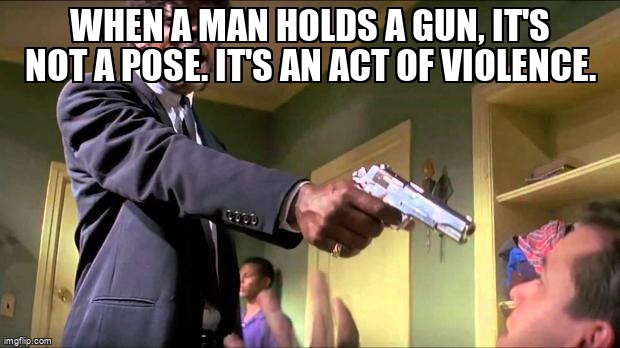 WHEN A MAN HOLDS A GUN, IT'S
NOT A POSE. IT'S AN ACT OF VIOLENCE.
imgflip.com